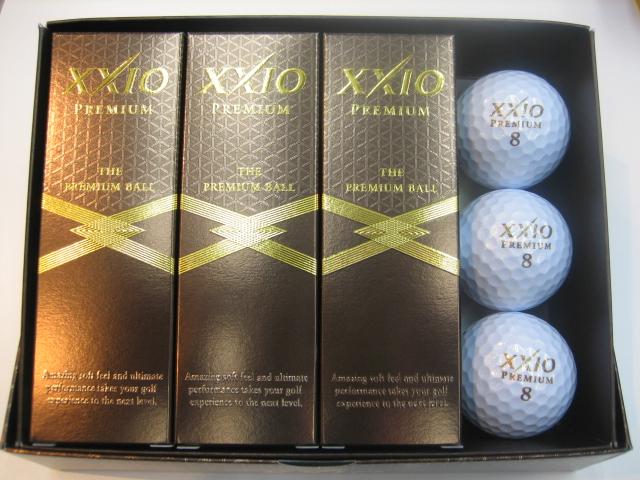 XXIO
PREMIUM
THE
PREMIUM BALL
Amazing soft feel and ultimate
performance takes your golf
experience to the next level.
XXIO
PREMIUM
THE
PREMIUM BALL
Amazing soft feel and ultimate
performance takes your golf
experience to the next level.
XXIO
PREMIUM
THE
PREMIUM BALL
Amazing soft feel and ultimate
performance takes your golf
experience to the next level.
XXIO
PREMIUM
8
XXIO
PREMIUM
8
XXIO
PREMIUM
8